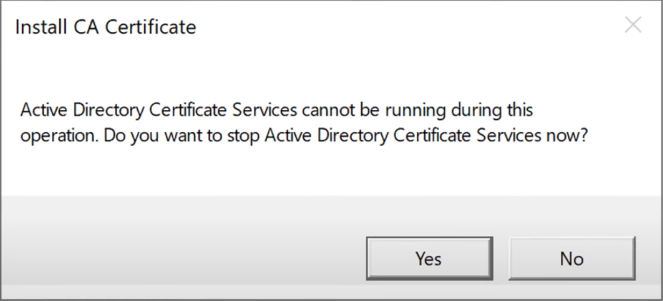 Install CA Certificate
Active Directory Certificate Services cannot be running during this
operation. Do you want to stop Active Directory Certificate Services now?
Yes
No